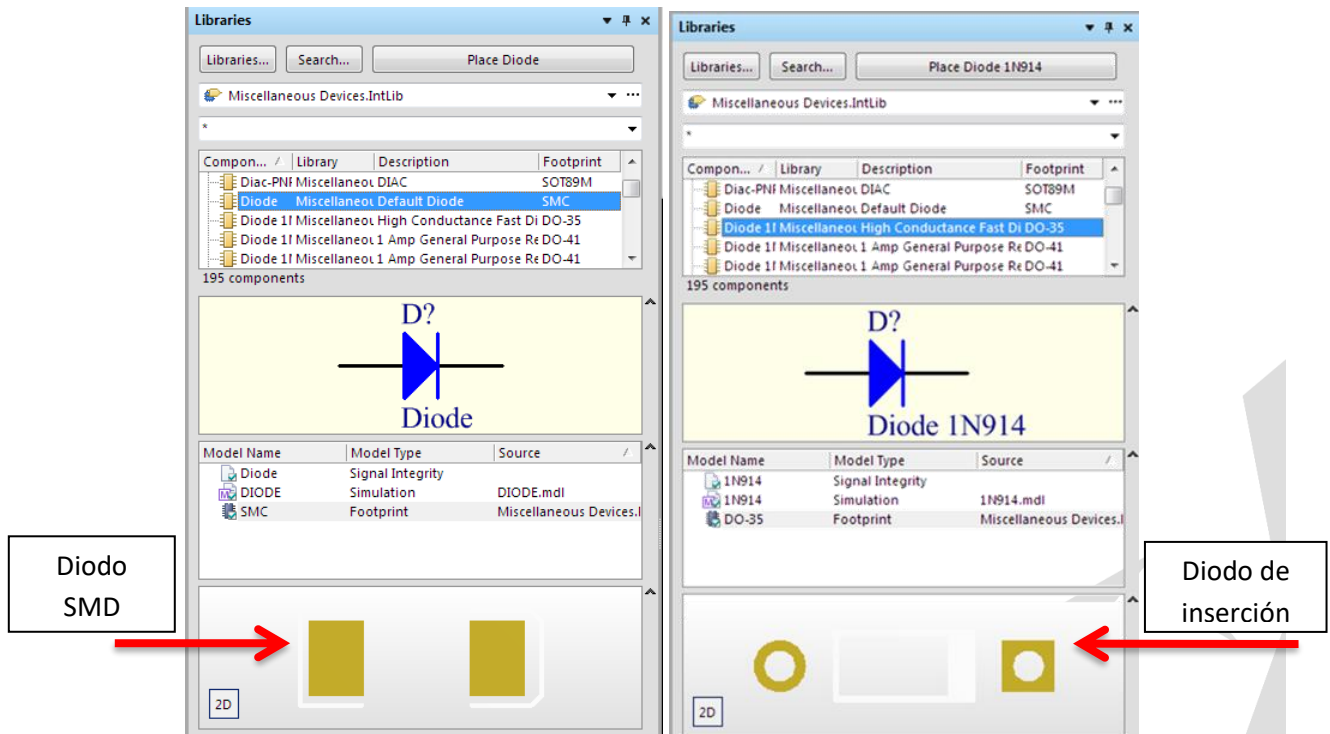 Libraries
Libraries... Search... Place Diode
Miscellaneous Devices.IntLib
*
Compon... Library Description Footprint
Diac-PNF Miscellaneou DIAC SOT89M
Diode Miscellaneou Default Diode SMC
Diode 1I Miscellaneou High Conductance Fast Di DO-35
Diode 1I Miscellaneou 1 Amp General Purpose Re DO-41
Diode 1I Miscellaneou 1 Amp General Purpose Re DO-41
195 components
D?
Diode
Model Name Model Type Source
Diode Signal Integrity
DIODE Simulation DIODE.mdl
SMC Footprint Miscellaneous Devices.I
2D
Diodo
SMD
Libraries
Libraries... Search... Place Diode 1N914
Miscellaneous Devices.IntLib
*
Compon... Library Description Footprint
Diac-PNF Miscellaneou DIAC SOT89M
Diode Miscellaneou Default Diode SMC
Diode 1I Miscellaneou High Conductance Fast Di DO-35
Diode 1I Miscellaneou 1 Amp General Purpose Re DO-41
Diode 1I Miscellaneou 1 Amp General Purpose Re DO-41
195 components
D?
Diode 1N914
Model Name Model Type Source
1N914 Signal Integrity
1N914 Simulation 1N914.mdl
DO-35 Footprint Miscellaneous Devices.I
2D
Diodo de
inserción